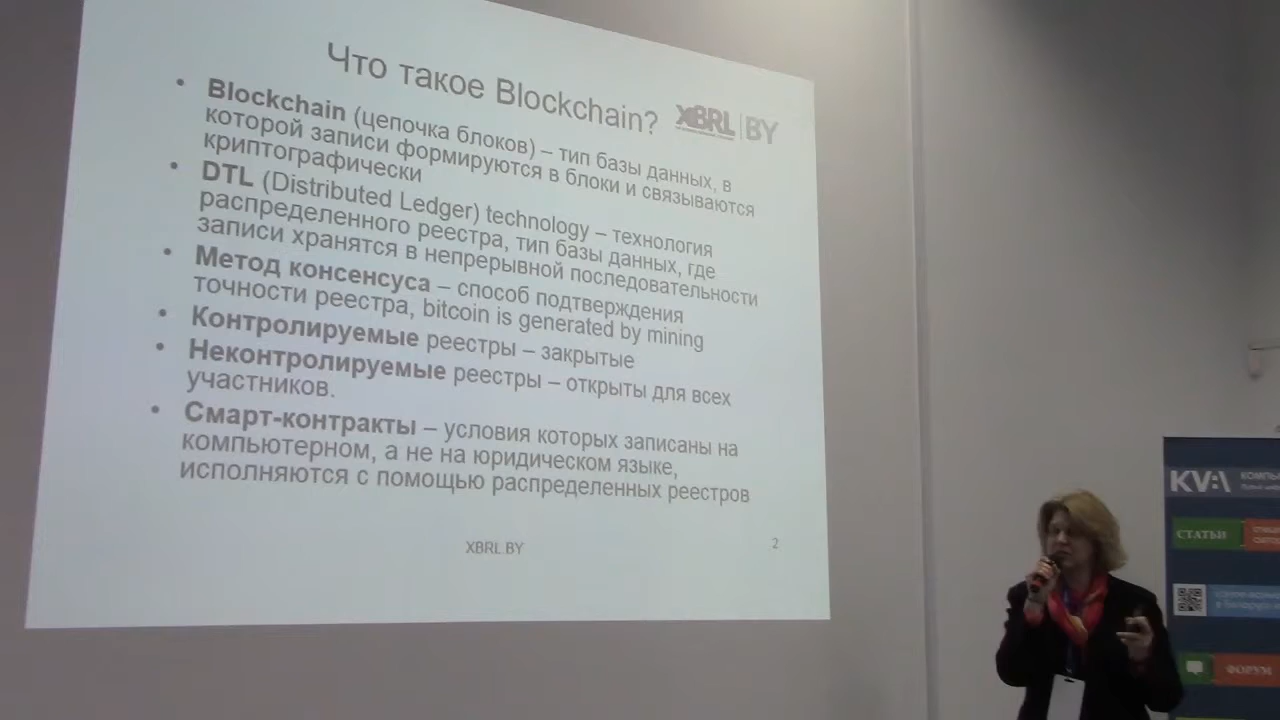 Что такое Blockchain?
XBRL BY
• Blockchain (цепочка блоков) – тип базы данных, в
которой записи формируются в блоки и связываются
криптографически
• DTL (Distributed Ledger) technology – технология
распределенного реестра, тип базы данных, где
записи хранятся в непрерывной последовательности
• Метод консенсуса – способ подтверждения
точности реестра, bitcoin is generated by mining
• Контролируемые реестры – закрытые
• Неконтролируемые реестры – открыты для всех
участников.
• Смарт-контракты – условия которых записаны на
компьютерном, а не на юридическом языке,
исполняются с помощью распределенных реестров
XBRL.BY
2
KV:\
СТАТЬИ
ФОРУМ